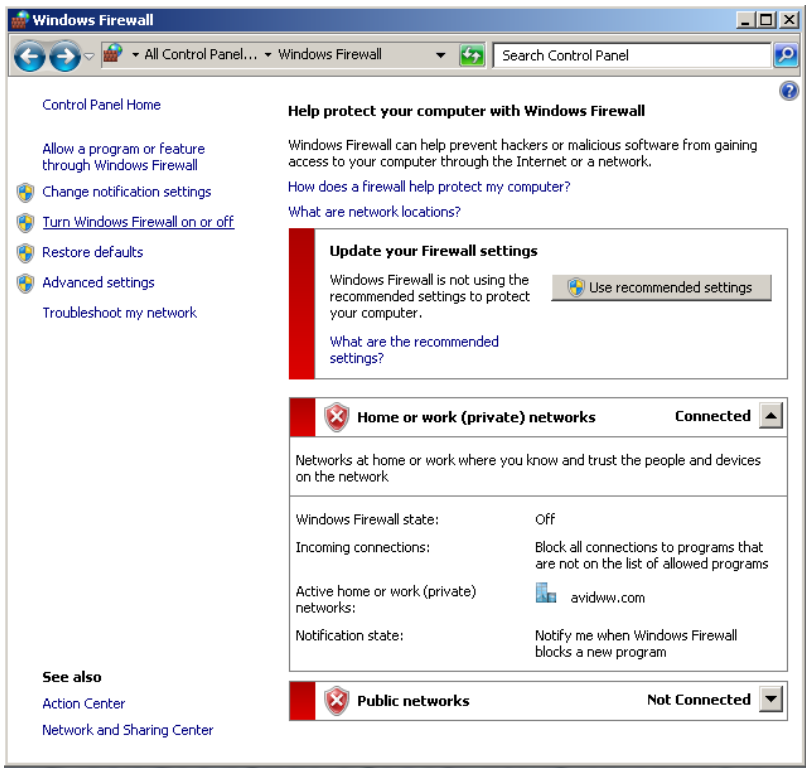 Windows Firewall
All Control Panel... Windows Firewall
Search Control Panel
Control Panel Home
Allow a program or feature
through Windows Firewall
Change notification settings
Turn Windows Firewall on or off
Restore defaults
Advanced settings
Troubleshoot my network
See also
Action Center
Network and Sharing Center
Help protect your computer with Windows Firewall
Windows Firewall can help prevent hackers or malicious software from gaining
access to your computer through the Internet or a network.
How does a firewall help protect my computer?
What are network locations?
Update your Firewall settings
Windows Firewall is not using the
recommended settings to protect
your computer.
Use recommended settings
What are the recommended
settings?
Home or work (private) networks Connected
Networks at home or work where you know and trust the people and devices
on the network
Windows Firewall state: Off
Incoming connections: Block all connections to programs that
are not on the list of allowed programs
Active home or work (private)
networks:
avidww.com
Notification state: Notify me when Windows Firewall
blocks a new program
Public networks Not Connected